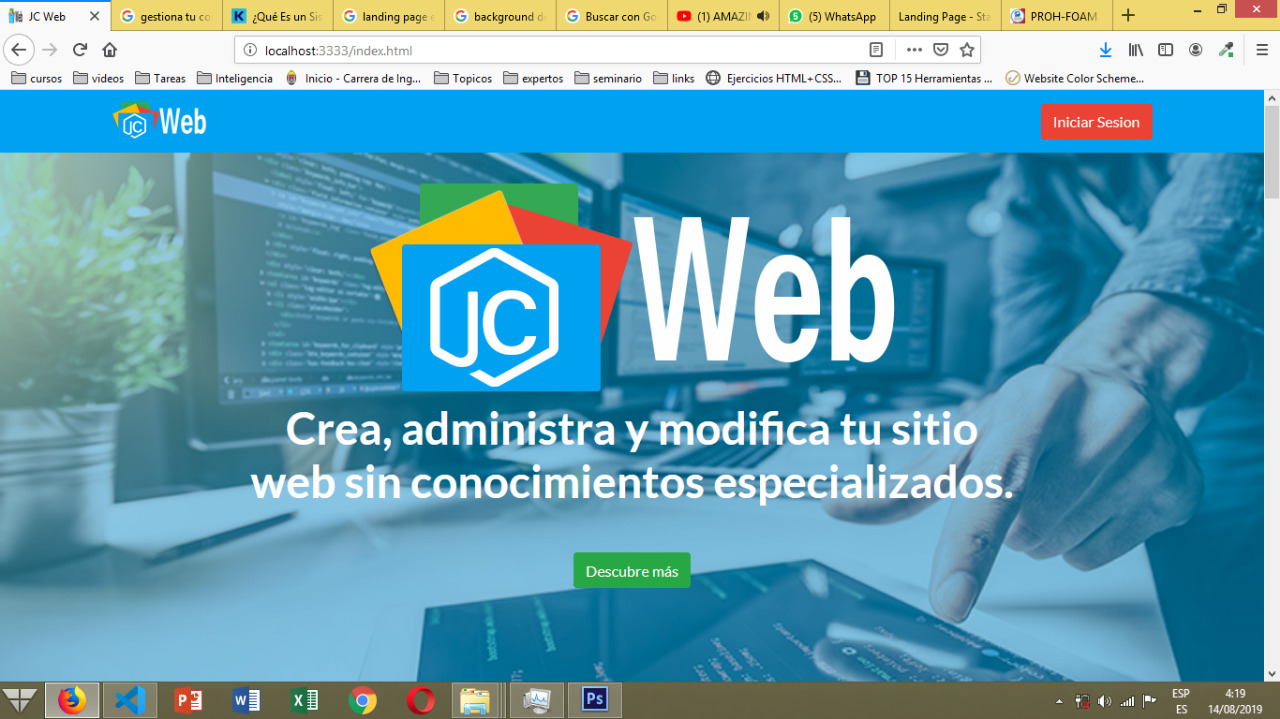 JC Web
gestiona tu co
¿Qué Es un Sis
landing page e
background d
Buscar con Go
(1) AMAZI
(5) WhatsApp
Landing Page - Sta
PROH-FOAM
localhost:3333/index.html
cursos
videos
Tareas
Inteligencia
Inicio - Carrera de Ing...
Topicos
expertos
seminario
links
Ejercicios HTML+CSS...
TOP 15 Herramientas ...
Website Color Scheme...
JC Web
Iniciar Sesion
JC Web
Crea, administra y modifica tu sitio
web sin conocimientos especializados.
Descubre más
Ps
ESP
ES
4:19
14/08/2019